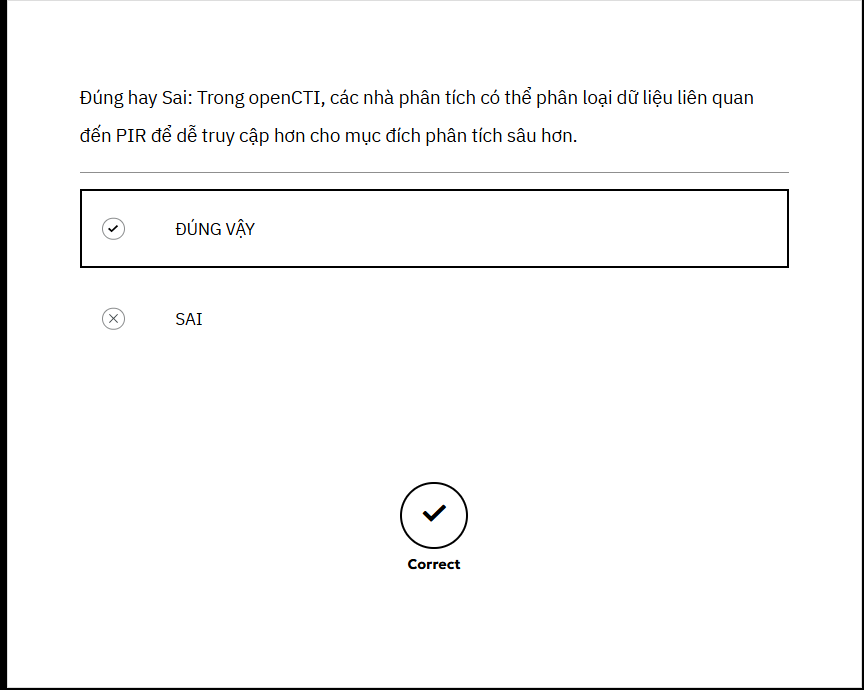 Đúng hay Sai: Trong openCTI, các nhà phân tích có thể phân loại dữ liệu liên quan
đến PIR để dễ truy cập hơn cho mục đích phân tích sâu hơn.
ĐÚNG VẬY
SAI
Correct